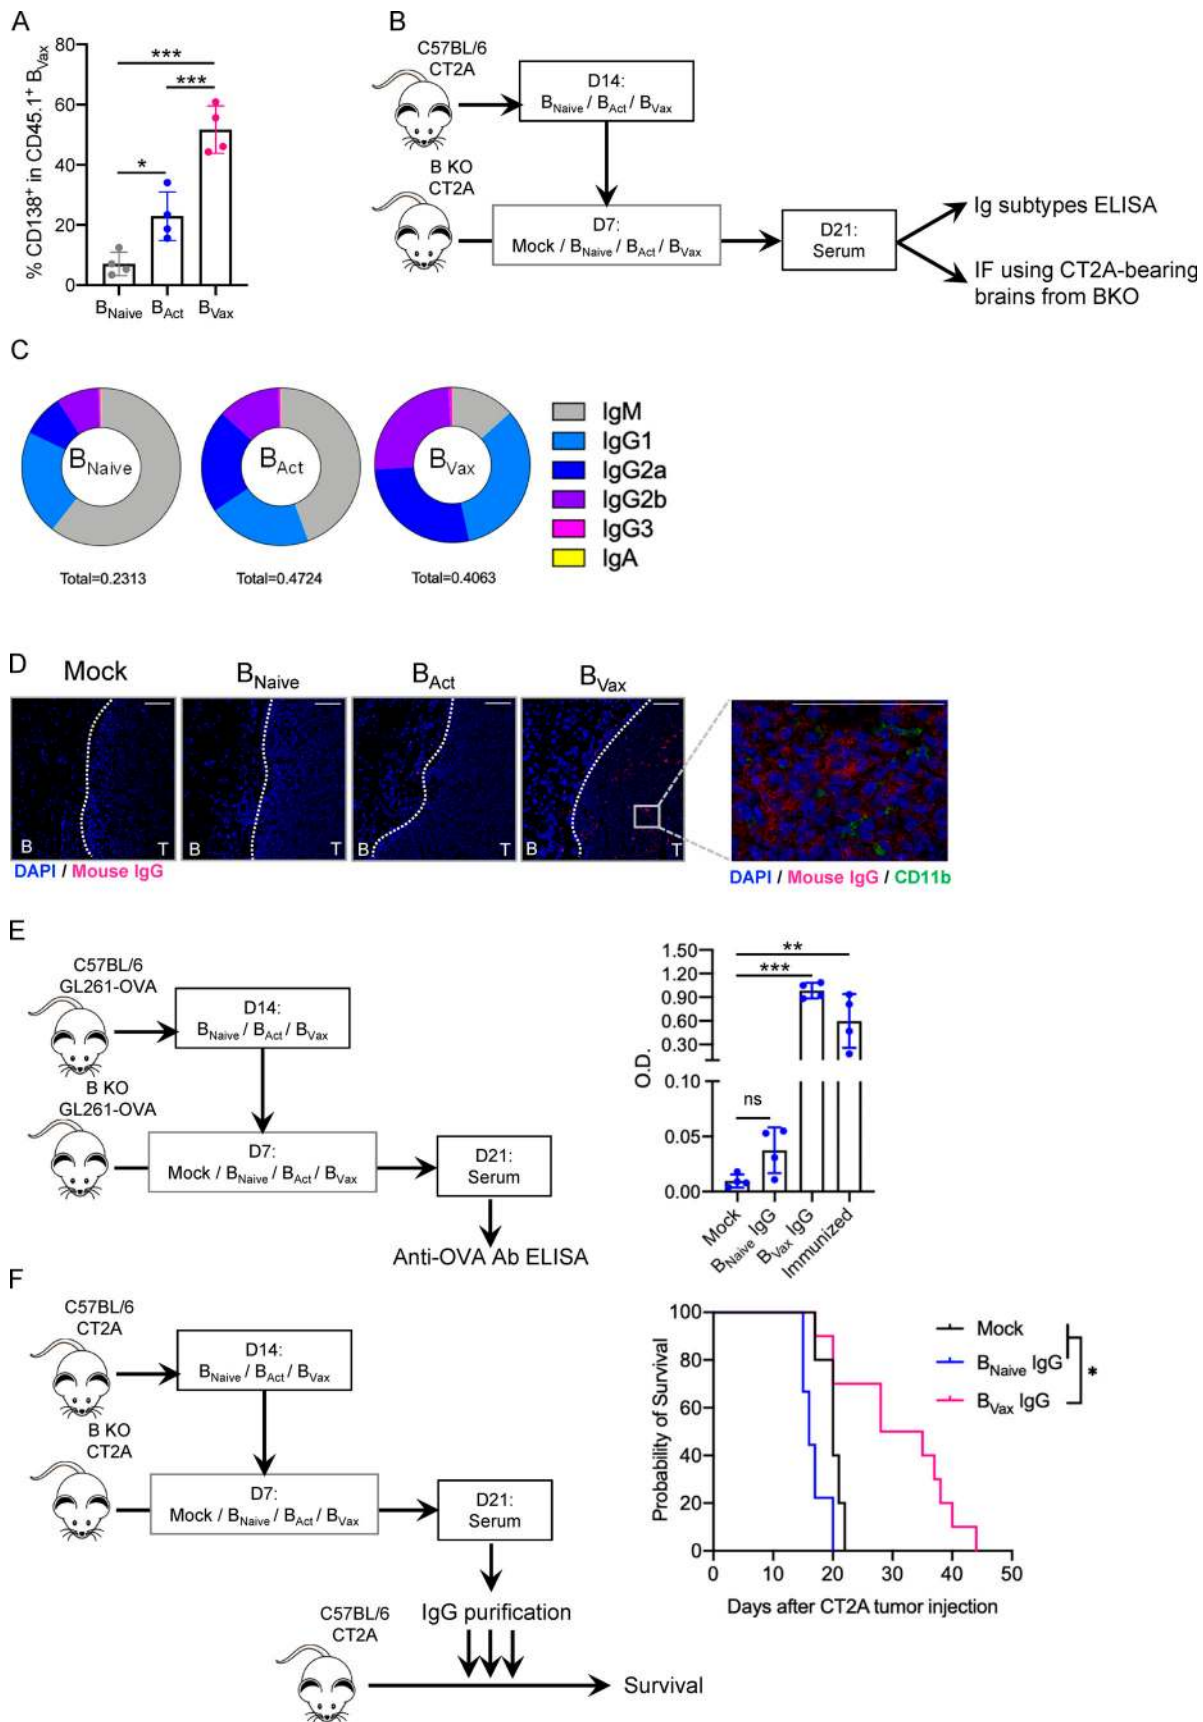 A
% CD138+ in CD45.1+ BVax
80
60
40
20
0
***
***
*
BNaive
BAct
BVax
B
C57BL/6
CT2A
D14:
BNaive / BAct / BVax
B KO
CT2A
D7:
Mock / BNaive / BAct / BVax
D21:
Serum
Ig subtypes ELISA
IF using CT2A-bearing
brains from BKO
C
BNaive
Total=0.2313
BAct
Total=0.4724
BVax
Total=0.4063
IgM
IgG1
IgG2a
IgG2b
IgG3
IgA
D
Mock
BNaive
BAct
BVax
B
T
B
T
B
T
B
T
DAPI / Mouse IgG
DAPI / Mouse IgG / CD11b
E
C57BL/6
GL261-OVA
D14:
BNaive / BAct / BVax
B KO
GL261-OVA
D7:
Mock / BNaive / BAct / BVax
D21:
Serum
Anti-OVA Ab ELISA
O.D.
1.50
1.20
0.90
0.60
0.30
0.10
0.05
0.00
**
***
ns
Mock
BNaive IgG
BVax IgG
Immunized
F
C57BL/6
CT2A
D14:
BNaive / BAct / BVax
B KO
CT2A
D7:
Mock / BNaive / BAct / BVax
D21:
Serum
IgG purification
C57BL/6
CT2A
Survival
Probability of Survival
100
80
60
40
20
0
0 10 20 30 40 50
Days after CT2A tumor injection
Mock
BNaive IgG
BVax IgG
*